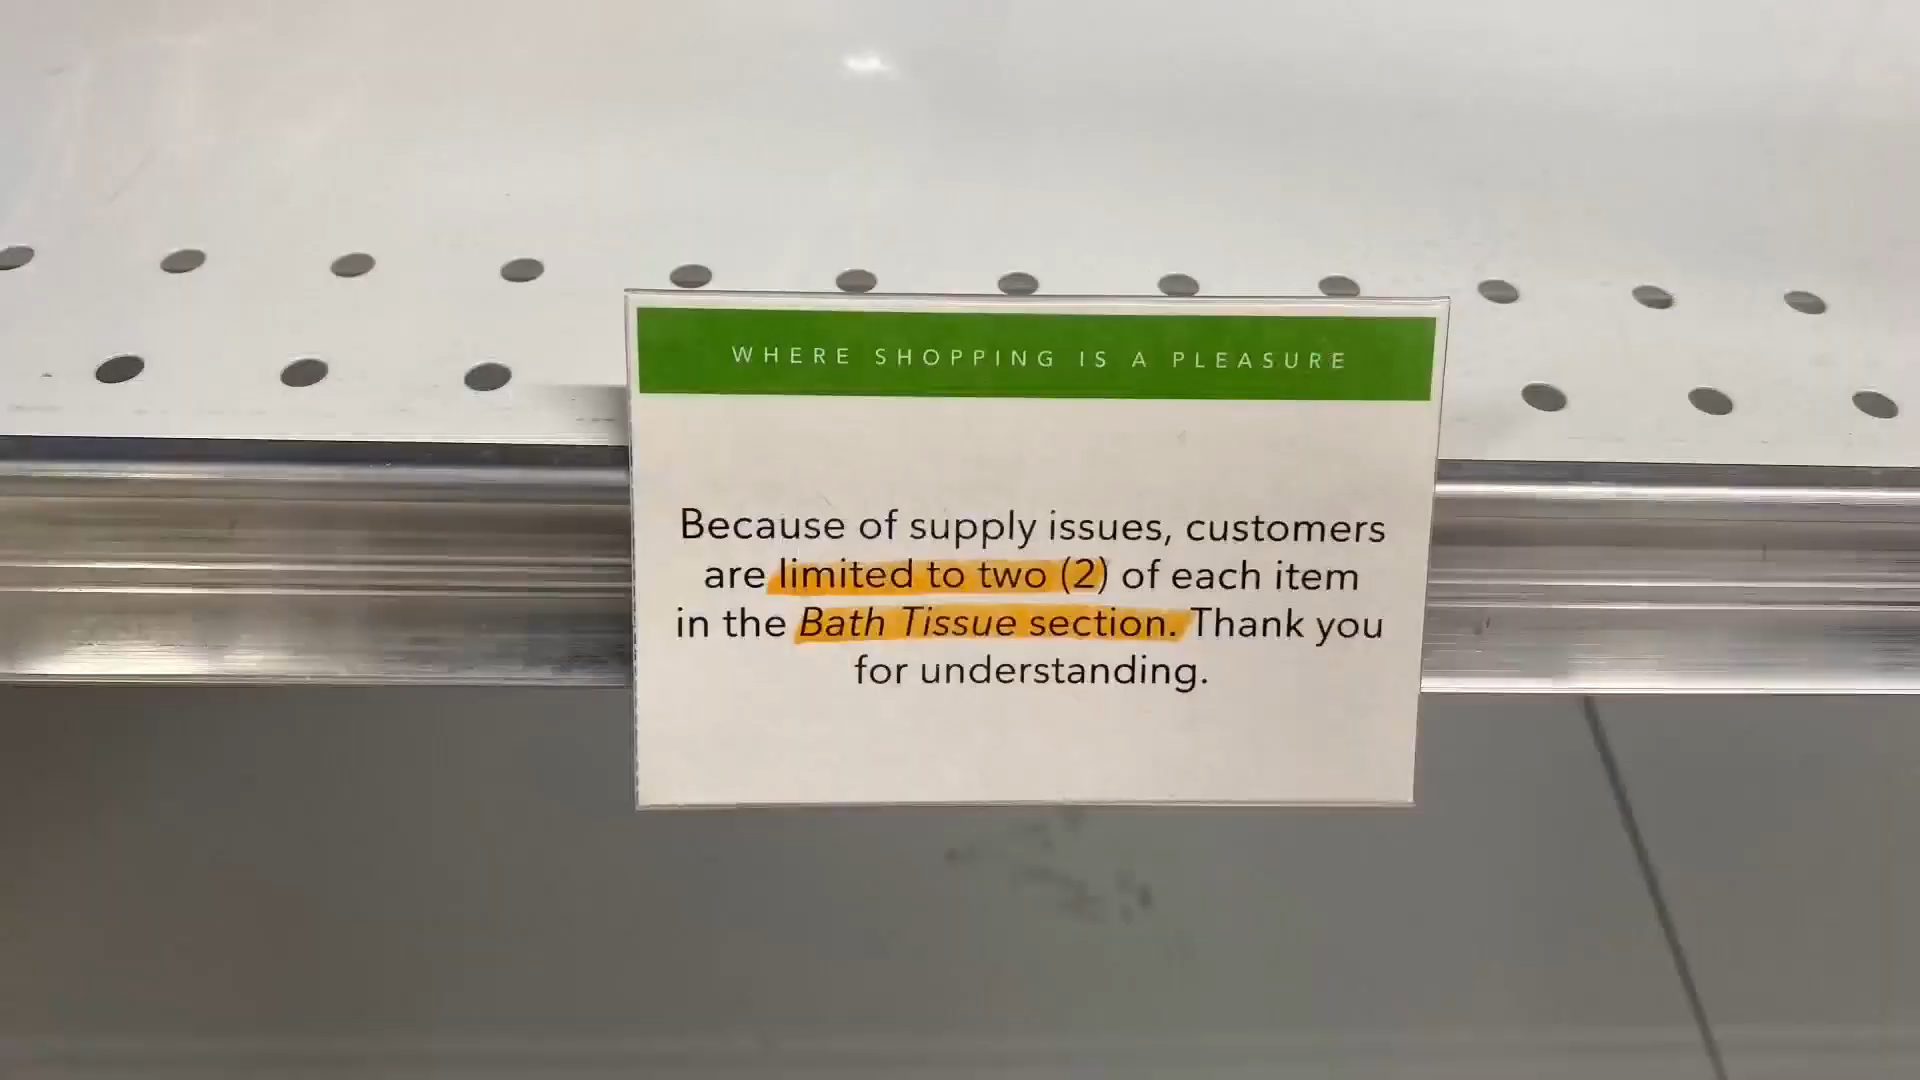 WHERE SHOPPING IS A PLEASURE
Because of supply issues, customers
are limited to two (2) of each item
in the Bath Tissue section. Thank you
for understanding.